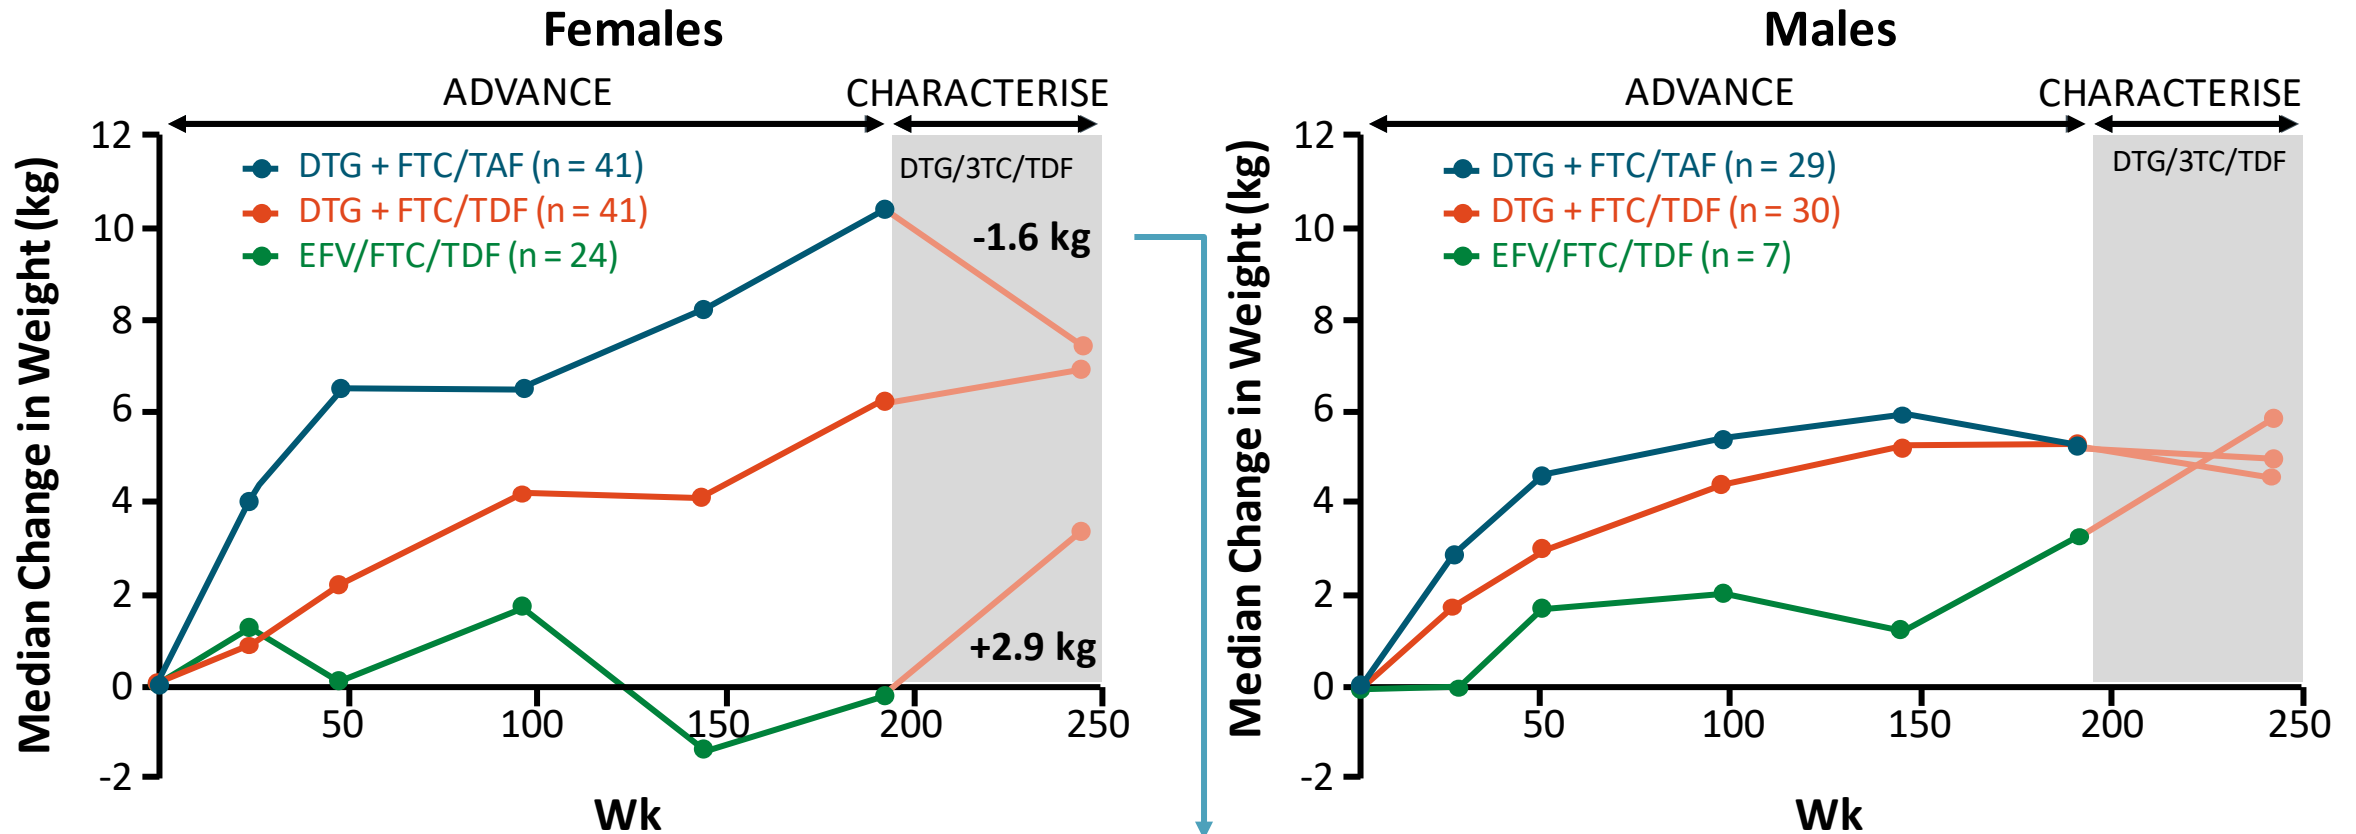 Females
ADVANCE
CHARACTERISE
DTG + FTC/TAF (n = 41)
DTG + FTC/TDF (n = 41)
EFV/FTC/TDF (n = 24)
DTG/3TC/TDF
-1.6 kg
+2.9 kg
Median Change in Weight (kg)
12
10
8
6
4
2
0
-2
50 100 150 200 250
Wk
Males
ADVANCE
CHARACTERISE
DTG + FTC/TAF (n = 29)
DTG + FTC/TDF (n = 30)
EFV/FTC/TDF (n = 7)
DTG/3TC/TDF
Median Change in Weight (kg)
12
10
8
6
4
2
0
-2
50 100 150 200 250
Wk